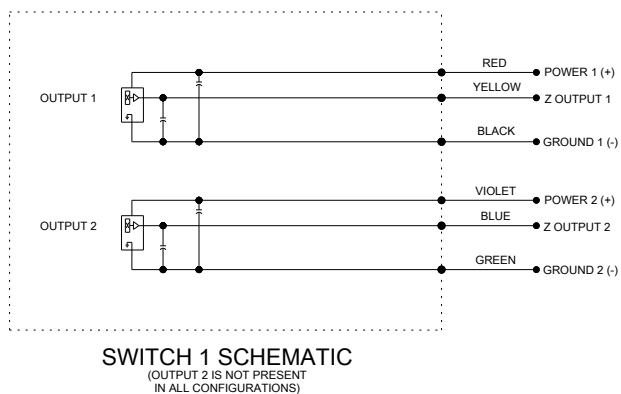 RED
POWER 1 (+)
YELLOW
OUTPUT 1
Z OUTPUT 1
BLACK
GROUND 1 (-)
VIOLET
POWER 2 (+)
BLUE
OUTPUT 2
Z OUTPUT 2
GREEN
GROUND 2 (-)
SWITCH 1 SCHEMATIC
(OUTPUT 2 IS NOT PRESENT
IN ALL CONFIGURATIONS)